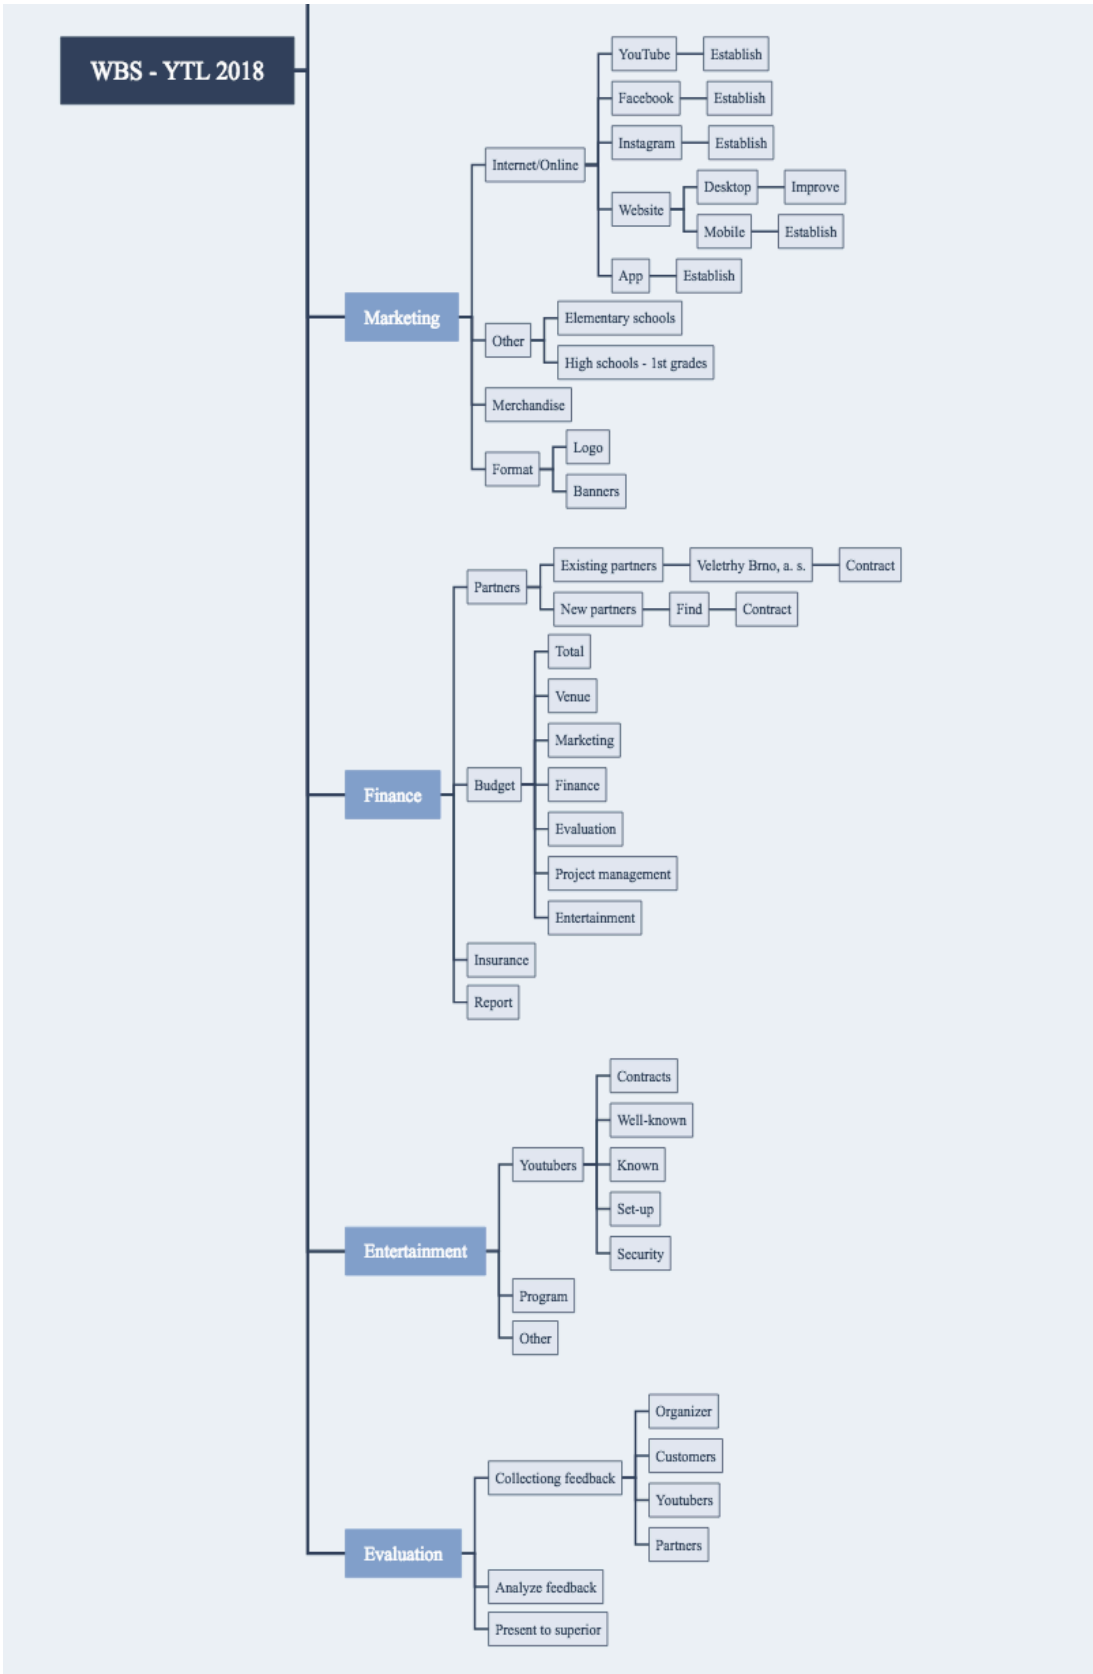 WBS - YTL 2018
Marketing
Internet/Online
YouTube
Establish
Facebook
Establish
Instagram
Establish
Website
Desktop
Improve
Mobile
Establish
App
Establish
Other
Elementary schools
High schools - 1st grades
Merchandise
Format
Logo
Banners
Finance
Partners
Existing partners
Veletrhy Brno, a. s.
Contract
New partners
Find
Contract
Budget
Total
Venue
Marketing
Finance
Evaluation
Project management
Entertainment
Insurance
Report
Entertainment
Youtubers
Contracts
Well-known
Known
Set-up
Security
Program
Other
Evaluation
Collectiong feedback
Organizer
Customers
Youtubers
Partners
Analyze feedback
Present to superior